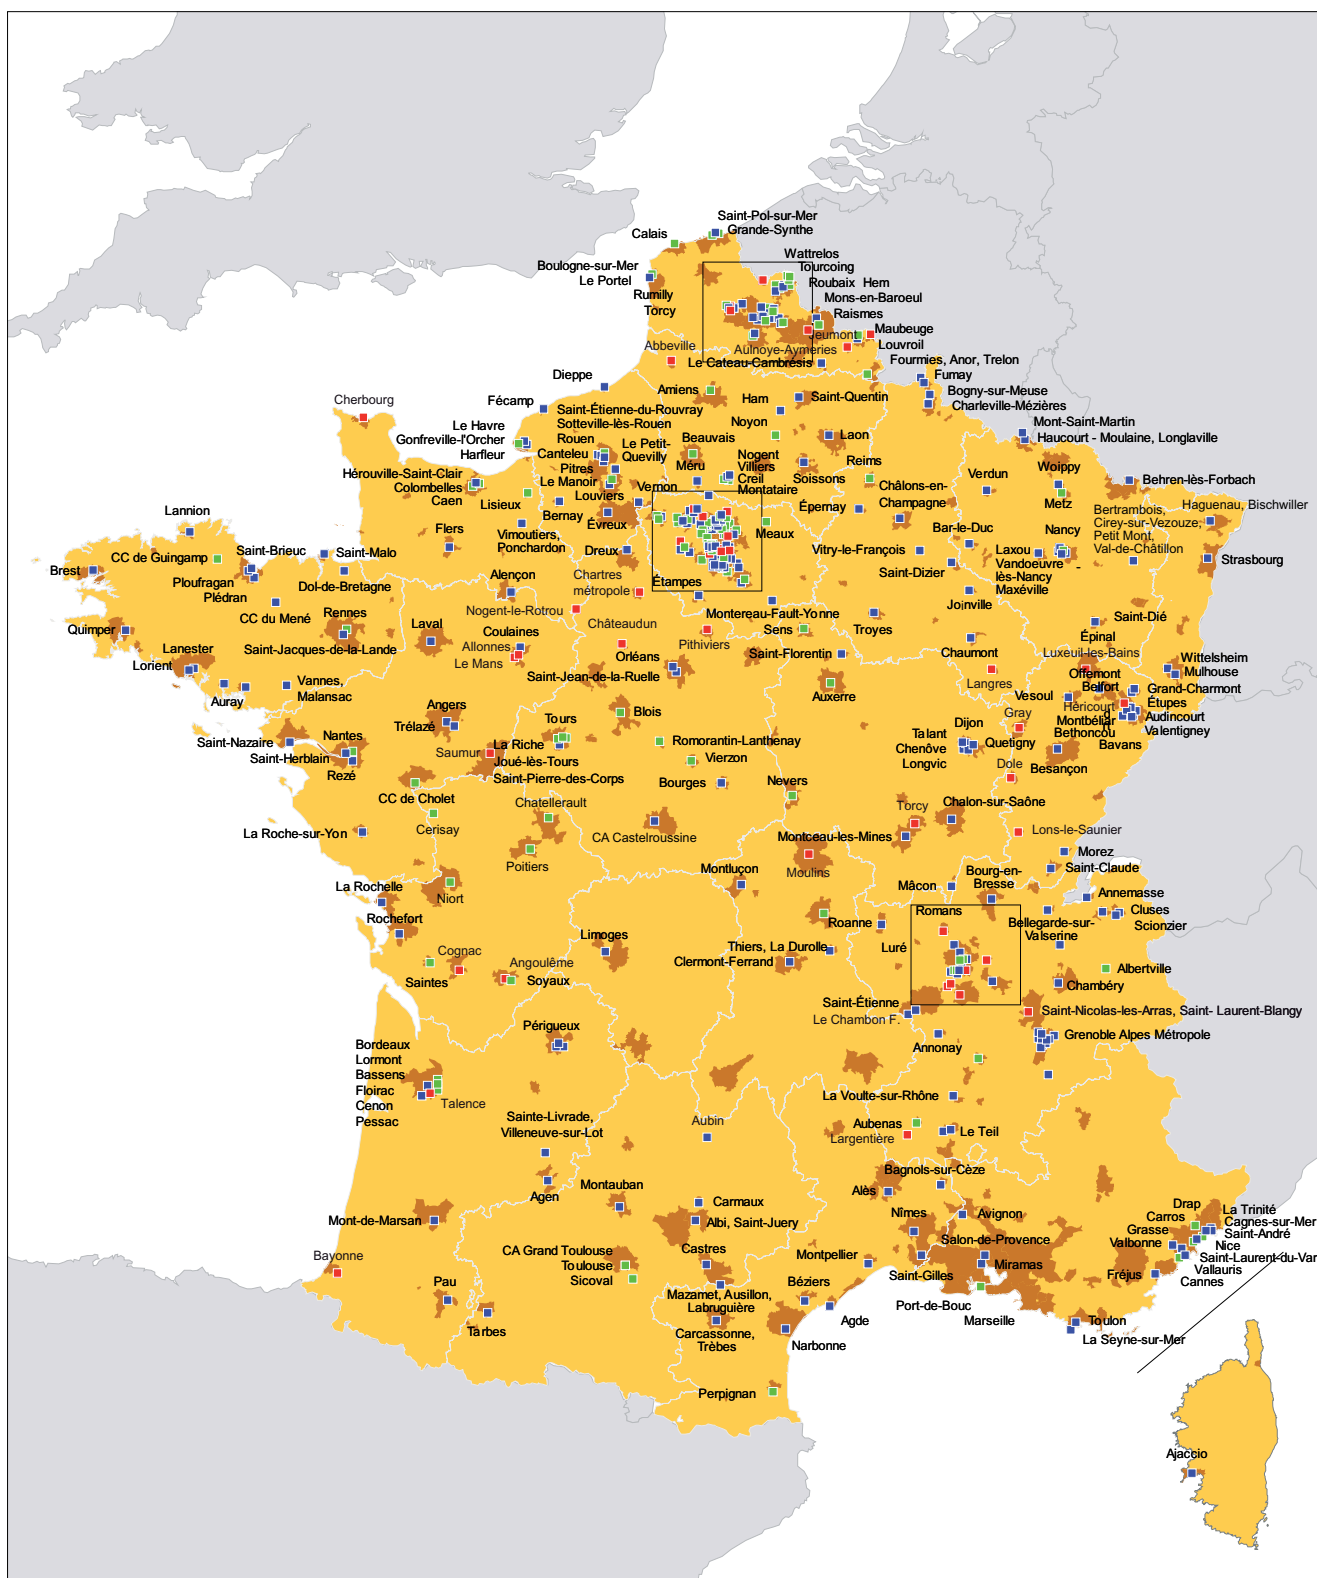 Saint-Pol-sur-Mer
Grande-Synthe
Calais
Wattrelos
Tourcoing
Boulogne-sur-Mer
Le Portel
Roubaix Hem
Rumilly
Mons-en-Baroeul
Torcy
Raismes
Jeumont
Maubeuge
Louvroil
Abbeville
Aulnoye-Aymeries
Le Cateau-Cambrésis
Fourmies, Anor, Trelon
Fumay
Dieppe
Amiens
Bogny-sur-Meuse
Charleville-Mézières
Cherbourg
Fécamp
Ham
Saint-Quentin
Saint-Étienne-du-Rouvray
Sotteville-lès-Rouen
Noyon
Le Havre
Gonfreville-l'Orcher
Harfleur
Rouen
Canteleu
Le Petit-
Quevilly
Beauvais
Laon
Mont-Saint-Martin
Haucourt - Moulaine, Longlaville
Pitres
Le Manoir
Méru
Nogent
Villiers
Creil
Montataire
Soissons
Reims
Woippy
Hérouville-Saint-Clair
Colombelles
Caen
Lisieux
Louviers
Vernon
Châlons-en-
Champagne
Verdun
Metz
Behren-lès-Forbach
Haguenau, Bischwiller
Lannion
Bernay
Évreux
Épernay
Bertrambois,
Cirey-sur-Vezouze,
Petit Mont,
Val-de-Châtillon
Flers
Vimoutiers,
Ponchardon
Meaux
Bar-le-Duc
Nancy
CC de Guingamp
Saint-Brieuc
Saint-Malo
Dreux
Vitry-le-François
Laxou
Vandoeuvre
lès-Nancy
Maxéville
Strasbourg
Brest
Ploufragan
Plédran
Dol-de-Bretagne
Alençon
Chartres
métropole
Étampes
Saint-Dizier
Joinville
CC du Mené
Rennes
Nogent-le-Rotrou
Montereau-Fault-Yonne
Quimper
Laval
Coulaines
Allonnes
Le Mans
Châteaudun
Pithiviers
Sens
Troyes
Saint-Dié
Épinal
Lanester
Saint-Jacques-de-la-Lande
Orléans
Saint-Florentin
Chaumont
Luxeuil-les-Bains
Lorient
Saint-Jean-de-la-Ruelle
Langres
Offemont
Belfort
Wittelsheim
Mulhouse
Vannes,
Malansac
Auray
Auxerre
Vesoul
Grand-Charmont
Héricourt
Étupes
Angers
Trélazé
Blois
Gray
d
Montbéliar
Bethoncou
Audincourt
Valentigney
Bavans
Saint-Nazaire
Nantes
Saint-Herblain
Rezé
Tours
Saumur
La Riche
Joué-lès-Tours
Saint-Pierre-des-Corps
Romorantin-Lanthenay
Vierzon
Dijon
Talant
Chenôve
Longvic
Quetigny
Besançon
Bourges
Nevers
Dole
CC de Cholet
Cerisay
Chatellerault
Torcy
Chalon-sur-Saône
La Roche-sur-Yon
CA Castelroussine
Montceau-les-Mines
Lons-le-Saunier
Poitiers
Montluçon
Moulins
Morez
Saint-Claude
Bourg-en-
Bresse
La Rochelle
Niort
Mâcon
Annemasse
Rochefort
Roanne
Romans
Cluses
Scionzier
Bellegarde-sur-
Valserine
Limoges
Thiers, La Durolle
Luré
Clermont-Ferrand
Cognac
Angoulême
Albertville
Saintes
Soyaux
Chambéry
Saint-Étienne
Le Chambon F.
Saint-Nicolas-les-Arras, Saint- Laurent-Blangy
Périgueux
Annonay
Grenoble Alpes Métropole
Bordeaux
Lormont
Bassens
Floirac
Cenon
Pessac
Talence
La Voulte-sur-Rhône
Sainte-Livrade,
Villeneuve-sur-Lot
Aubin
Aubenas
Largentière
Le Teil
Bagnols-sur-Cèze
Agen
Montauban
Carmaux
Alès
Mont-de-Marsan
Albi, Saint-Juery
Nîmes
Avignon
Drap
Carros
La Trinité
Cagnes-sur-Mer
Grasse
Saint-André
Bayonne
CA Grand Toulouse
Toulouse
Sicoval
Castres
Montpellier
Salon-de-Provence
Valbonne
Nice
Saint-Laurent-du-Var
Miramas
Vallauris
Pau
Mazamet, Ausillon,
Labruguière
Béziers
Saint-Gilles
Fréjus
Cannes
Tarbes
Carcassonne,
Trèbes
Agde
Port-de-Bouc
Marseille
Toulon
Narbonne
La Seyne-sur-Mer
Perpignan
Ajaccio